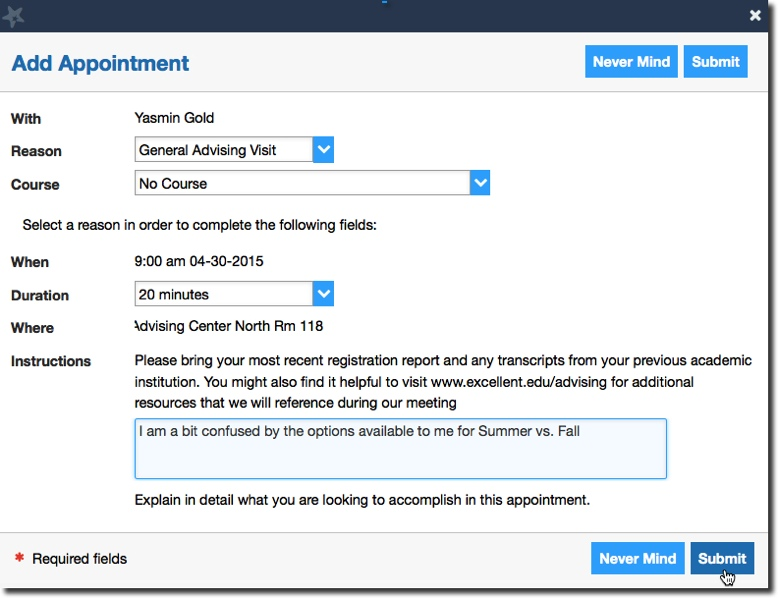 Add Appointment
Never Mind
Submit
With
Yasmin Gold
Reason
General Advising Visit
Course
No Course
Select a reason in order to complete the following fields:
When
9:00 am 04-30-2015
Duration
20 minutes
Where
Advising Center North Rm 118
Instructions
Please bring your most recent registration report and any transcripts from your previous academic
institution. You might also find it helpful to visit www.excellent.edu/advising for additional
resources that we will reference during our meeting
I am a bit confused by the options available to me for Summer vs. Fall
Explain in detail what you are looking to accomplish in this appointment.
* Required fields
Never Mind
Submit